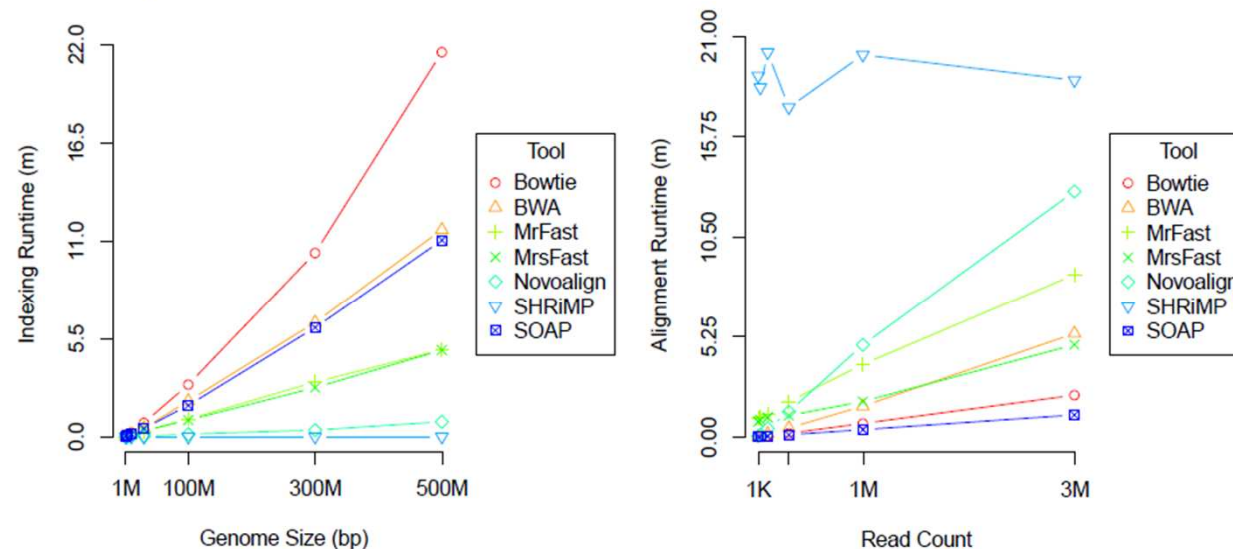 22.0
16.5
11.0
5.5
0.0
Indexing Runtime (m)
1M
100M
300M
500M
Genome Size (bp)
Tool
Bowtie
BWA
MrFast
MrsFast
Novoalign
SHRiMP
SOAP
21.00
15.75
10.50
5.25
0.00
Alignment Runtime (m)
1K
1M
3M
Read Count
Tool
Bowtie
BWA
MrFast
MrsFast
Novoalign
SHRiMP
SOAP